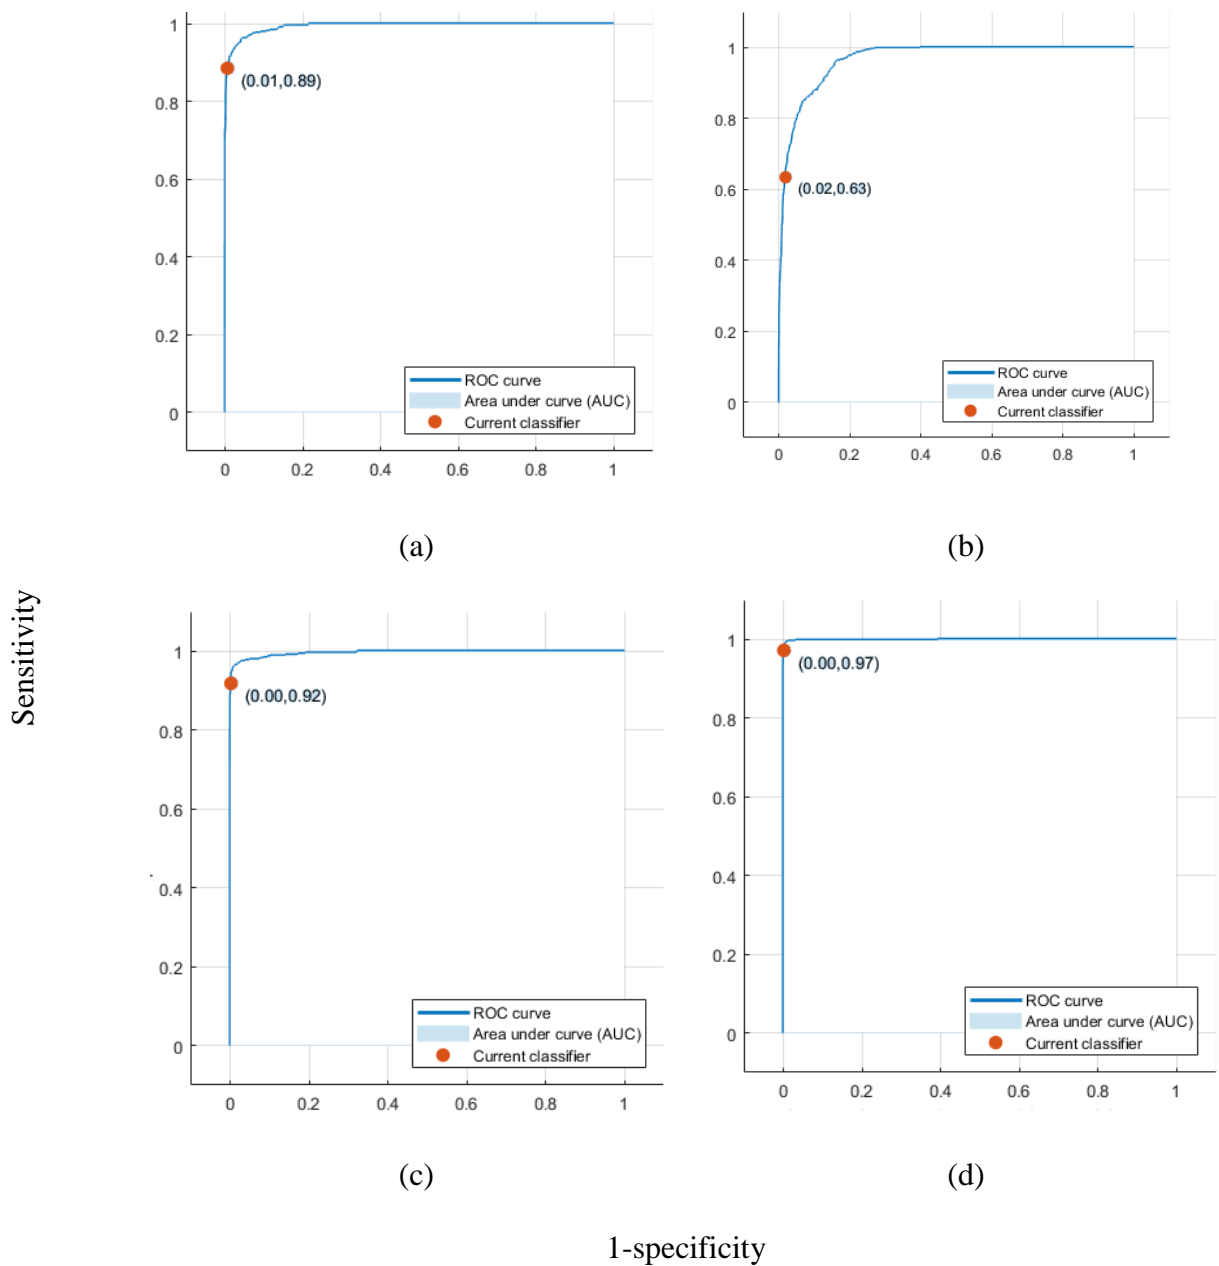 1
0.8
0.6
0.4
0.2
0
(0.01,0.89)
ROC curve
Area under curve (AUC)
Current classifier
0 0.2 0.4 0.6 0.8 1
(a)
1
0.8
0.6
0.4
0.2
0
(0.02,0.63)
ROC curve
Area under curve (AUC)
Current classifier
0 0.2 0.4 0.6 0.8 1
(b)
Sensitivity
1
0.8
0.6
0.4
0.2
0
(0.00,0.92)
ROC curve
Area under curve (AUC)
Current classifier
0 0.2 0.4 0.6 0.8 1
(c)
1
0.8
0.6
0.4
0.2
0
(0.00,0.97)
ROC curve
Area under curve (AUC)
Current classifier
0 0.2 0.4 0.6 0.8 1
(d)
1-specificity